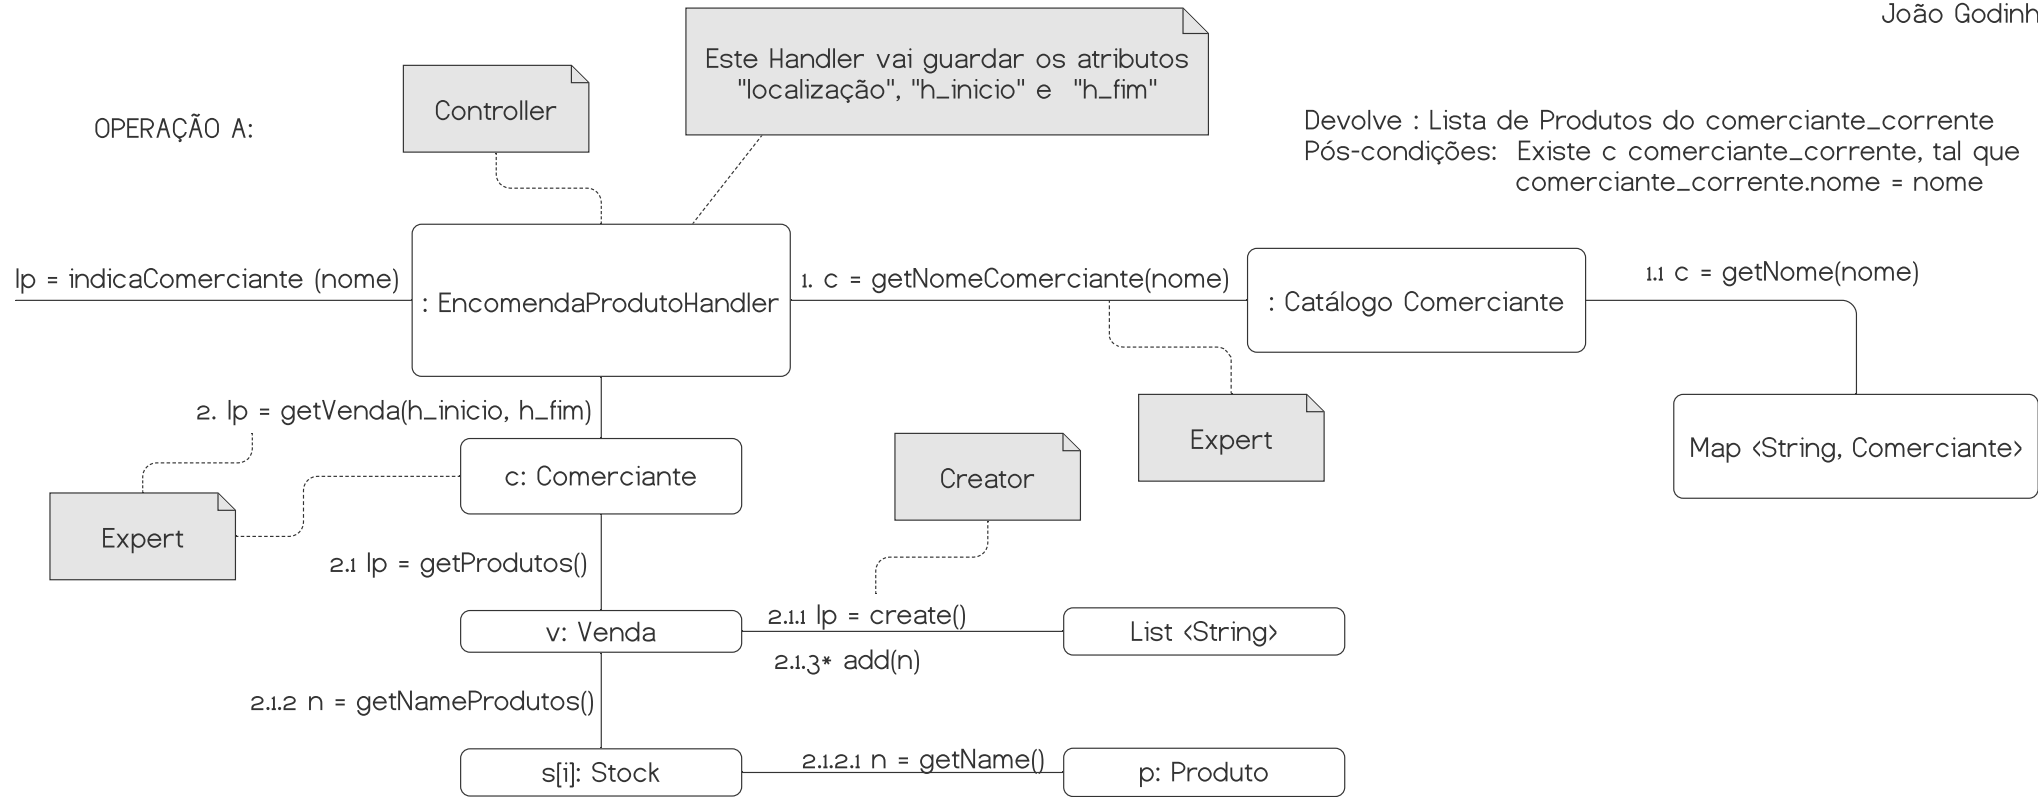 João Godinh
Este Handler vai guardar os atributos
"localização", "h_inicio" e "h_fim"
Controller
OPERAÇÃO A:
Devolve : Lista de Produtos do comerciante_corrente
Pós-condições: Existe c comerciante_corrente, tal que
comerciante_corrente.nome = nome
lp = indicaComerciante (nome)
: EncomendaProdutoHandler
1. c = getNomeComerciante(nome)
: Catálogo Comerciante
1.1 c = getNome(nome)
2. lp = getVenda(h_inicio, h_fim)
Expert
Map <String, Comerciante>
c: Comerciante
Creator
Expert
2.1 lp = getProdutos()
v: Venda
2.1.1 lp = create()
List <String>
2.1.3* add(n)
2.1.2 n = getNameProdutos()
s[i]: Stock
2.1.2.1 n = getName()
p: Produto